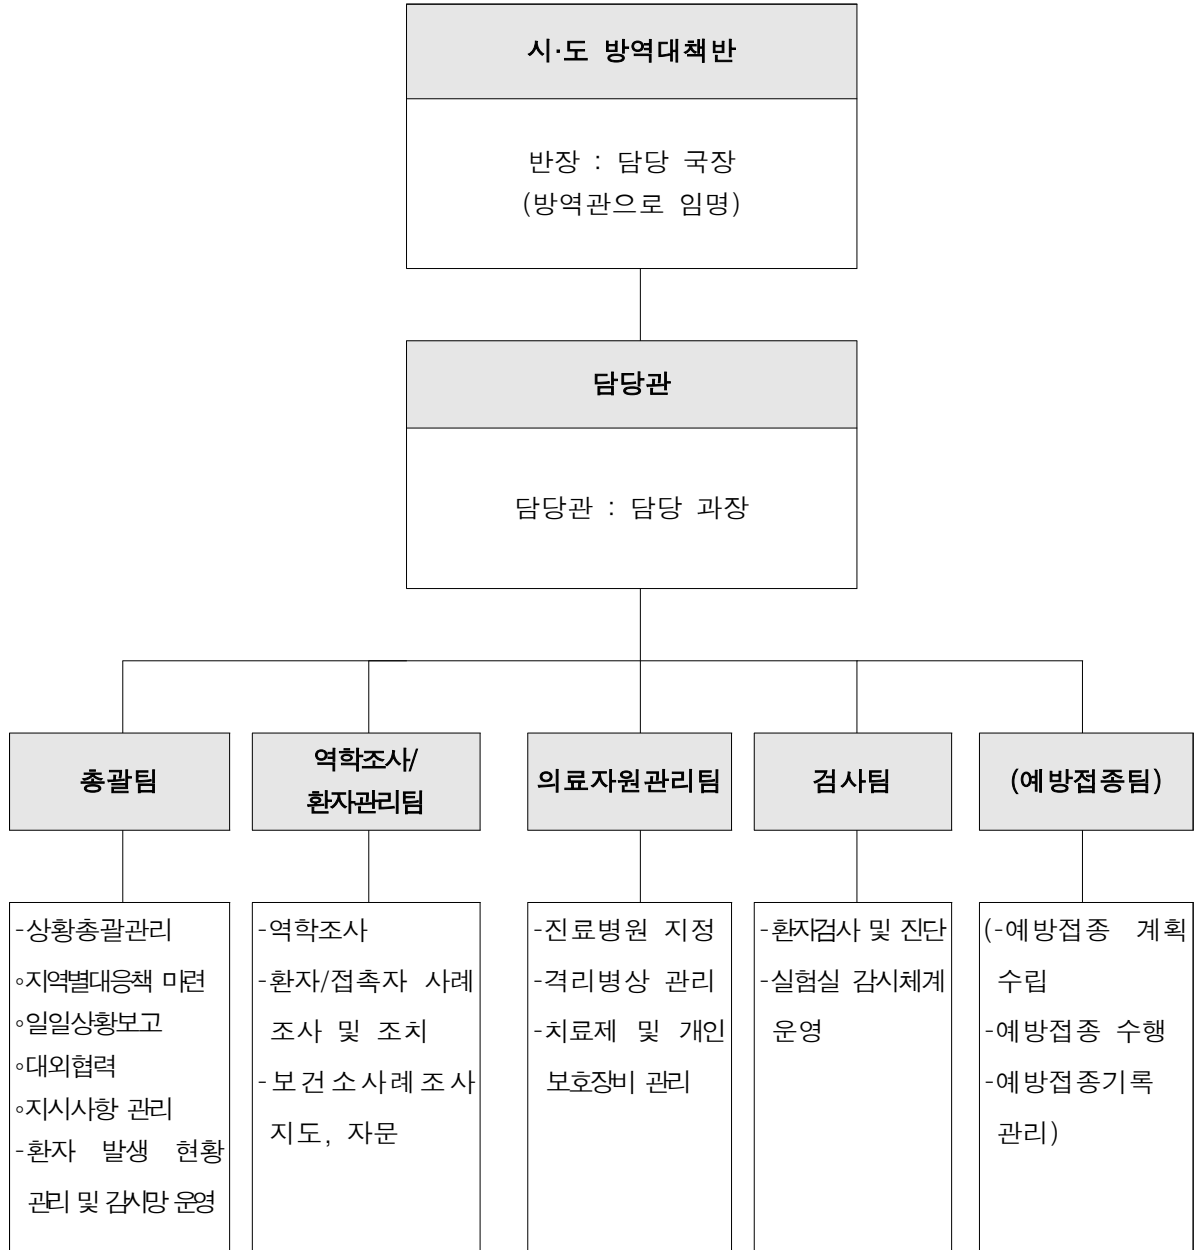 시·도 방역대책반
반장 : 담당 국장
(방역관으로 임명)
담당관
담당관 : 담당 과장
총괄팀
역학조사/
환자관리팀
의료자원관리팀
검사팀
(예방접종팀)
-상황총괄관리
◦지역별대응책 마련
◦일일상황보고
◦대외협력
◦지시사항 관리
-환자 발생 현황
관리 및 감시망 운영
-역학조사
-환자/접촉자 사례
조사 및 조치
-보건소사례조사
지도, 자문
-진료병원 지정
-격리병상 관리
-치료제 및 개인
보호장비 관리
-환자검사 및 진단
-실험실 감시체계
운영
(-예방접종 계획
수립
-예방접종 수행
-예방접종기록
관리)